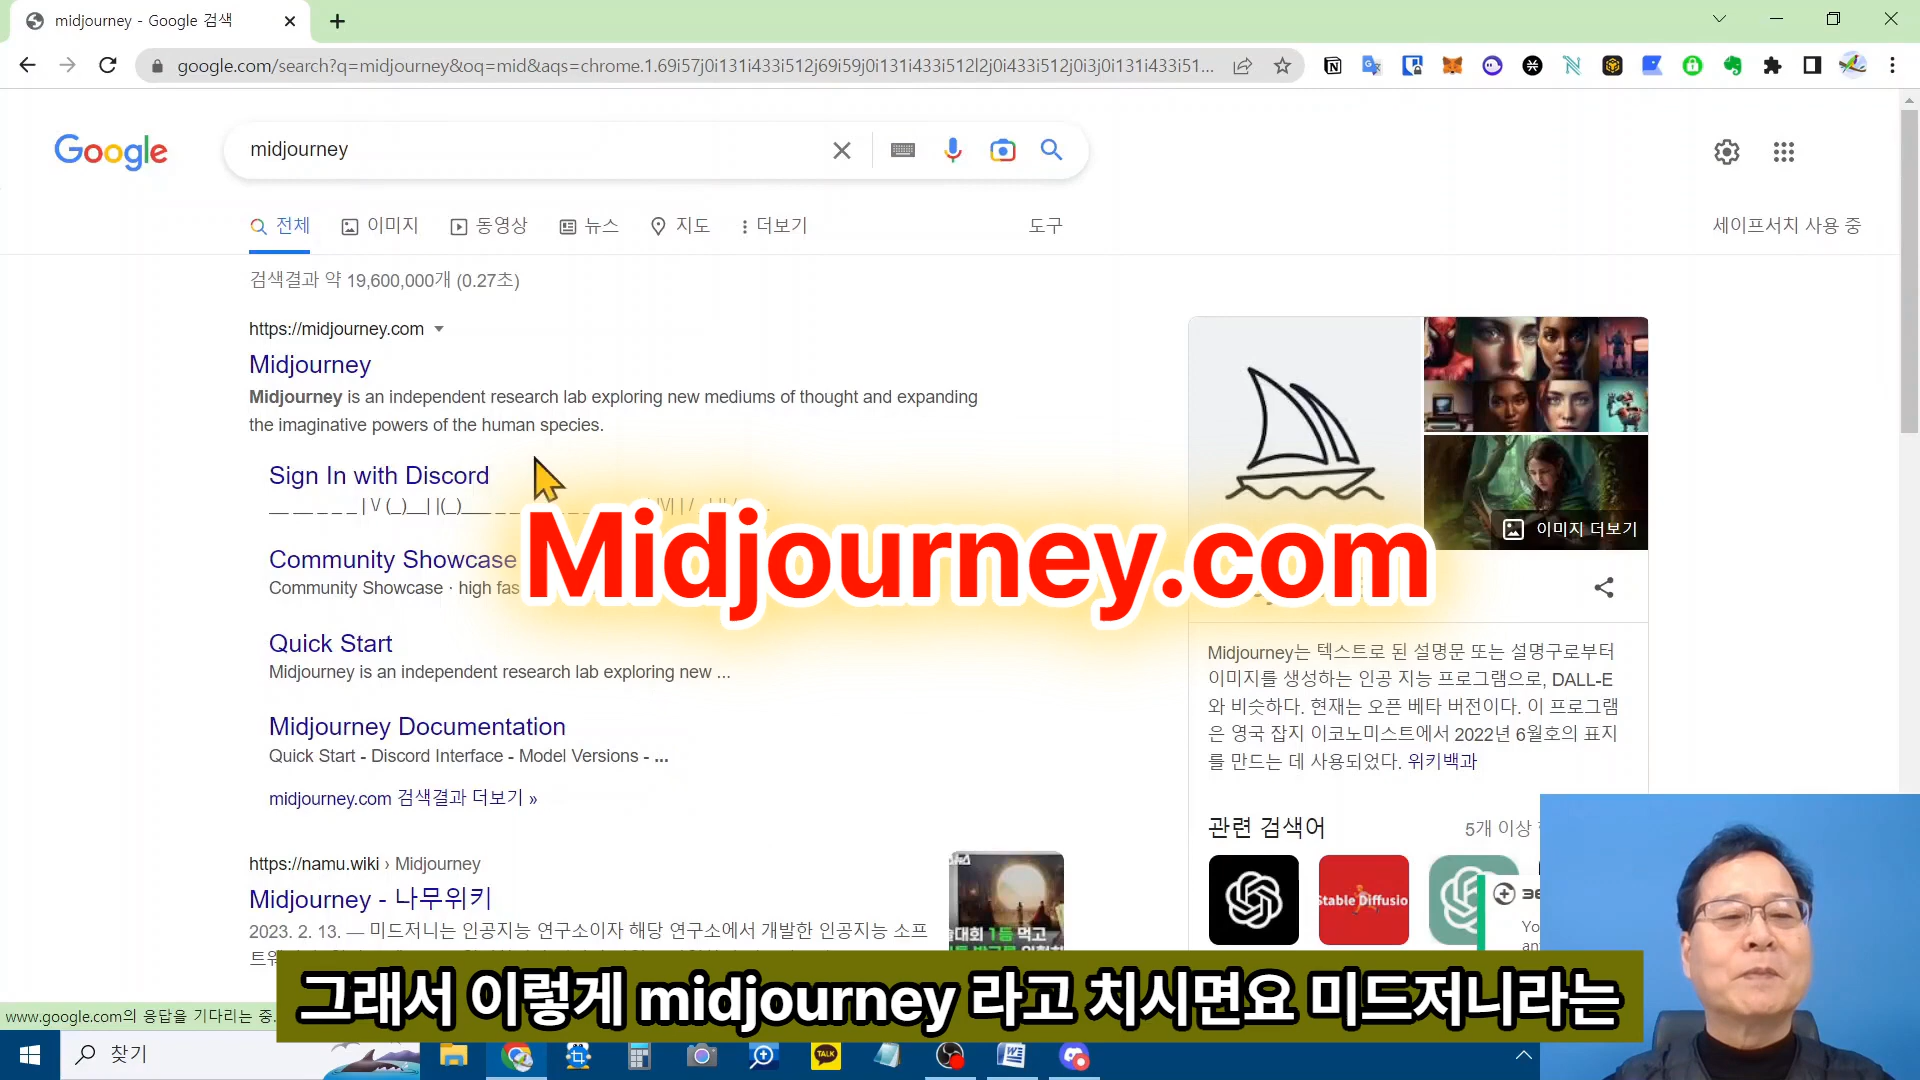 midjourney - Google 검색
google.com/search?q=midjourney&oq=mid&aqs=chrome.1.69i57j0i131i433i512j69i59j0i131i433i512l2j0i433i512j0i3j0i131i433i51...
Google
midjourney
전체
이미지
동영상
뉴스
지도
더보기
도구
세이프서치 사용 중
검색결과 약 19,600,000개 (0.27초)
https://midjourney.com
Midjourney
Midjourney is an independent research lab exploring new mediums of thought and expanding
the imaginative powers of the human species.
Sign In with Discord
Community Showcase
Community Showcase · high fas
Midjourney.com
Quick Start
Midjourney is an independent research lab exploring new ...
Midjourney Documentation
Quick Start - Discord Interface - Model Versions - ...
midjourney.com 검색결과 더보기 »
https://namu.wiki › Midjourney
Midjourney - 나무위키
2023. 2. 13. — 미드저니는 인공지능 연구소이자 해당 연구소에서 개발한 인공지능 소프
이미지 더보기
Midjourney는 텍스트로 된 설명문 또는 설명구로부터
이미지를 생성하는 인공 지능 프로그램으로, DALL-E
와 비슷하다. 현재는 오픈 베타 버전이다. 이 프로그램
은 영국 잡지 이코노미스트에서 2022년 6월호의 표지
를 만드는 데 사용되었다. 위키백과
관련 검색어
5개 이상
Stable Diffusio
그래서 이렇게 midjourney 라고 치시면요 미드저니라는
www.google.com의 응답을 기다리는 중
찾기
TALK